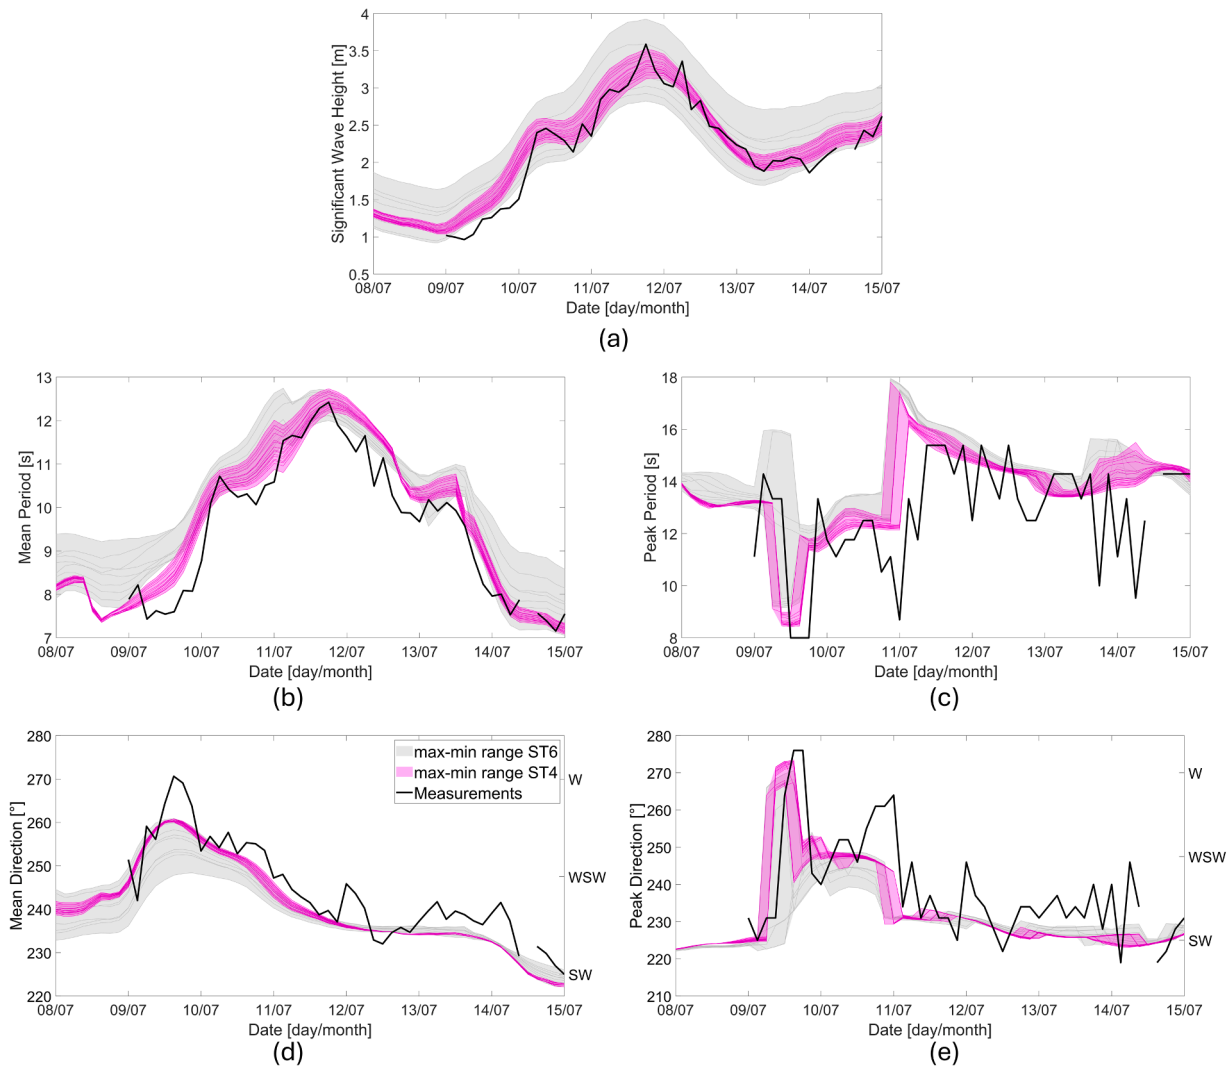 4
3.5
3
2.5
2
1.5
1
0.5
Significant Wave Height [m]
08/07 09/07 10/07 11/07 12/07 13/07 14/07 15/07
Date [day/month]
(a)
13
12
11
10
9
8
7
Mean Period [s]
08/07 09/07 10/07 11/07 12/07 13/07 14/07 15/07
Date [day/month]
(b)
18
16
14
12
10
8
Peak Period [s]
08/07 09/07 10/07 11/07 12/07 13/07 14/07 15/07
Date [day/month]
(c)
280
270
260
250
240
230
220
Mean Direction [°]
max-min range ST6
max-min range ST4
Measurements
W
WSW
SW
08/07 09/07 10/07 11/07 12/07 13/07 14/07 15/07
Date [day/month]
(d)
280
270
260
250
240
230
220
210
Peak Direction [°]
W
WSW
SW
08/07 09/07 10/07 11/07 12/07 13/07 14/07 15/07
Date [day/month]
(e)